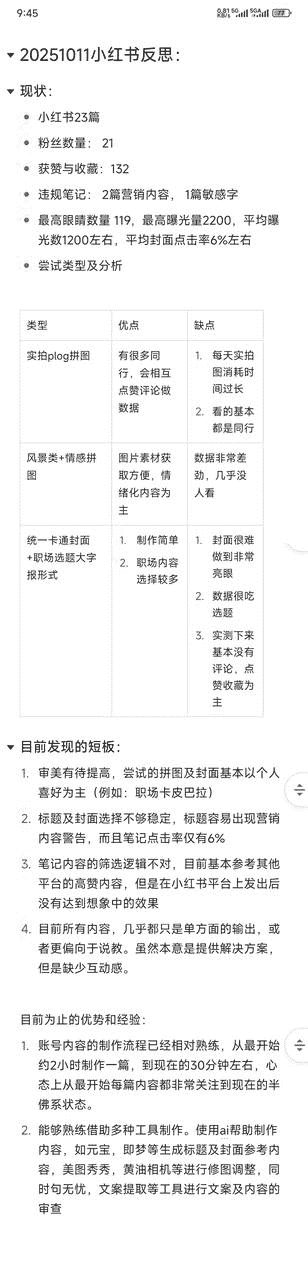 9:45
0.81 KB/s 5G 5GA
20251011小红书反思：
现状：
小红书23篇
粉丝数量： 21
获赞与收藏：132
违规笔记： 2篇营销内容， 1篇敏感字
最高眼睛数量 119，最高曝光量2200，平均曝
光数1200左右，平均封面点击率6%左右
尝试类型及分析
类型
优点
缺点
实拍plog拼图
有很多同
行，会相互
点赞评论做
数据
1. 每天实拍
图消耗时
间过长
2. 看的基本
都是同行
风景类+情感拼
图
图片素材获
取方便，情
绪化内容为
主
数据非常差
劲，几乎没
人看
统一卡通封面
+职场选题大字
报形式
1. 制作简单
2. 职场内容
选择较多
1. 封面很难
做到非常
亮眼
2. 数据很吃
选题
3. 实测下来
基本没有
评论，点
赞收藏为
主
目前发现的短板：
1. 审美有待提高，尝试的拼图及封面基本以个人
喜好为主（例如：职场卡皮巴拉）
2. 标题及封面选择不够稳定，标题容易出现营销
内容警告，而且笔记点击率仅有6%
3. 笔记内容的筛选逻辑不对，目前基本参考其他
平台的高赞内容，但是在小红书平台上发出后
没有达到想象中的效果
4. 目前所有内容，几乎都只是单方面的输出，或
者更偏向于说教。虽然本意是提供解决方案，
但是缺少互动感。
目前为止的优势和经验：
1. 账号内容的制作流程已经相对熟练，从最开始
约2小时制作一篇，到现在的30分钟左右，心
态上从最开始每篇内容都非常关注到现在的半
佛系状态。
2. 能够熟练借助多种工具制作。使用ai帮助制作
内容，如元宝，即梦等生成标题及封面参考内
容，美图秀秀，黄油相机等进行修图调整，同
时句无忧，文案提取等工具进行文案及内容的
审查